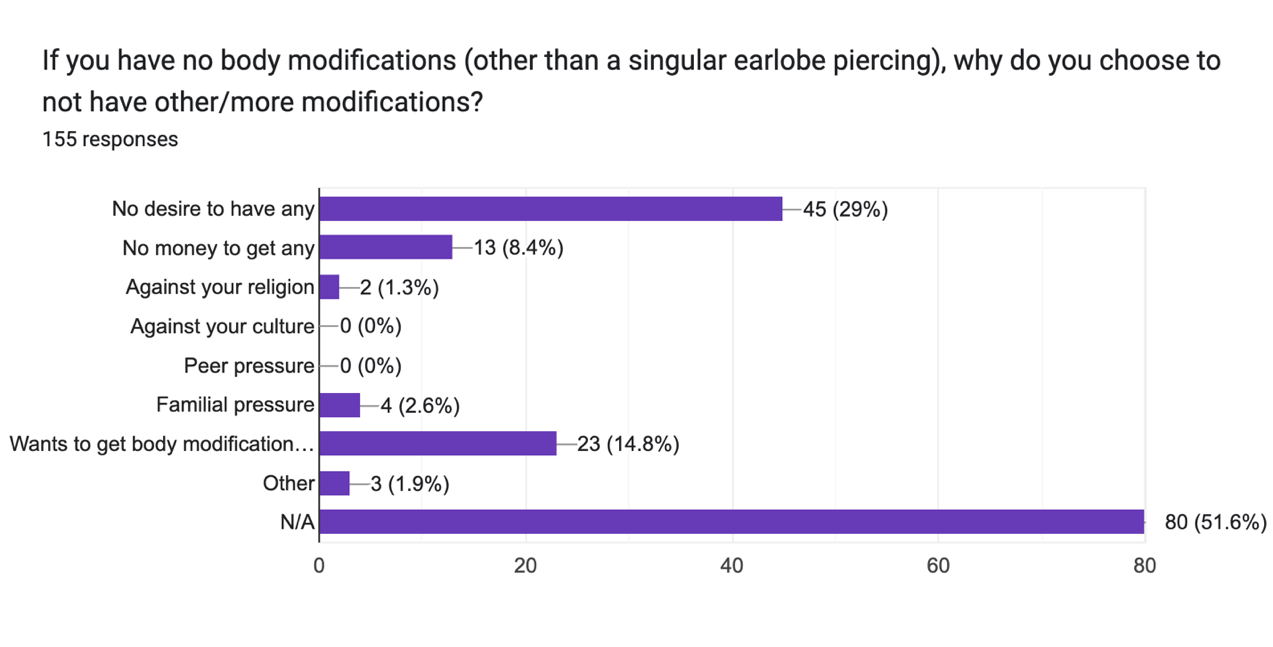 If you have no body modifications (other than a singular earlobe piercing), why do you choose to
not have other/more modifications?
155 responses
No desire to have any 45 (29%)
No money to get any 13 (8.4%)
Against your religion 2 (1.3%)
Against your culture 0 (0%)
Peer pressure 0 (0%)
Familial pressure 4 (2.6%)
Wants to get body modification… 23 (14.8%)
Other 3 (1.9%)
N/A 80 (51.6%)
0 20 40 60 80